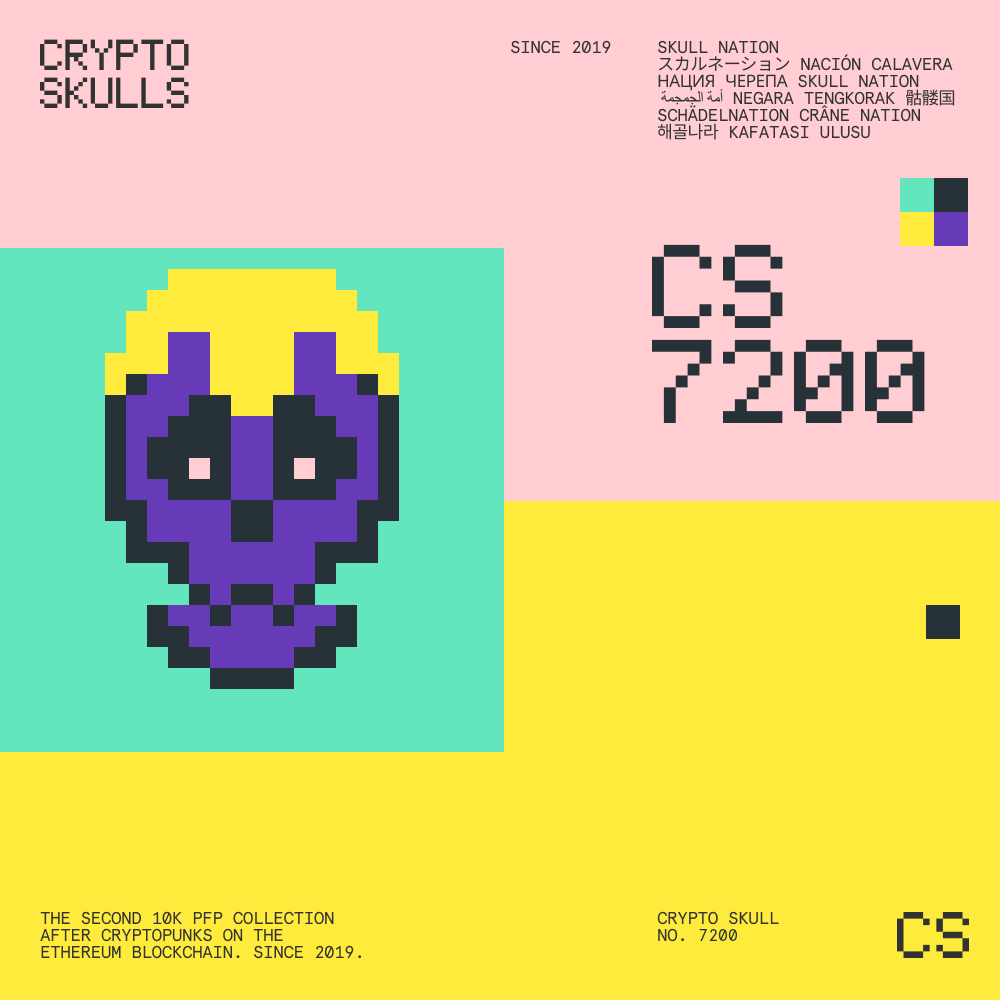 CRYPTO
SKULLS
SINCE 2019
SKULL NATION
スカルネーション NACIÓN CALAVERA
НАЦИЯ ЧЕРЕПА SKULL NATION
أمة الجمجمة NEGARA TENGKORAK 骷髅国
SCHÄDELNATION CRÂNE NATION
해골나라 KAFATASI ULUSU
CS
7200
THE SECOND 10K PFP COLLECTION
AFTER CRYPTOPUNKS ON THE
ETHEREUM BLOCKCHAIN. SINCE 2019.
CRYPTO SKULL
NO. 7200
CS